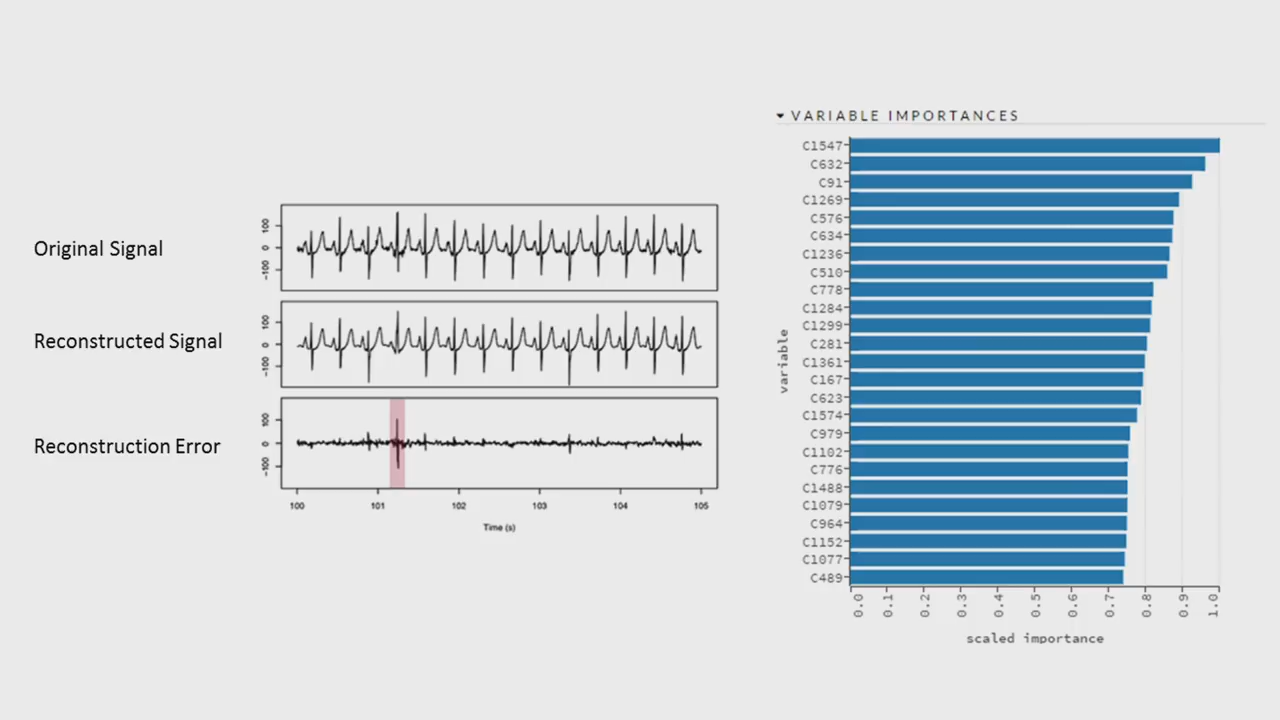 Original Signal
100
0
-100
Reconstructed Signal
100
0
-100
Reconstruction Error
100
0
-100
100 101 102 103 104 105
Time (s)
VARIABLE IMPORTANCES
variable
C1547
C632
C91
C1269
C576
C634
C1236
C510
C778
C1284
C1299
C281
C1361
C167
C623
C1574
C979
C1102
C776
C1488
C1079
C964
C1152
C1077
C489
0.0 0.1 0.2 0.3 0.4 0.5 0.6 0.7 0.8 0.9 1.0
scaled importance